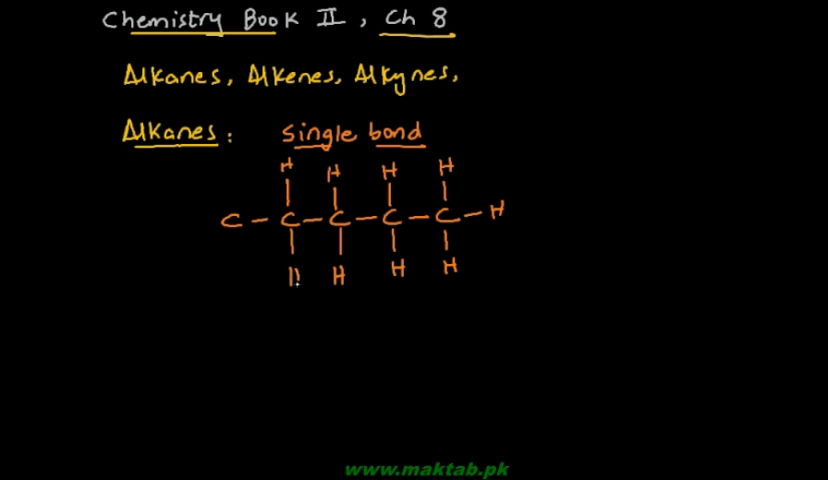 Chemistry Book II, Ch 8
Alkanes, Alkenes, Alkynes,
Alkanes: single bond
H H H H
C - C - C - C - C - H
H H H
www.maktab.pk